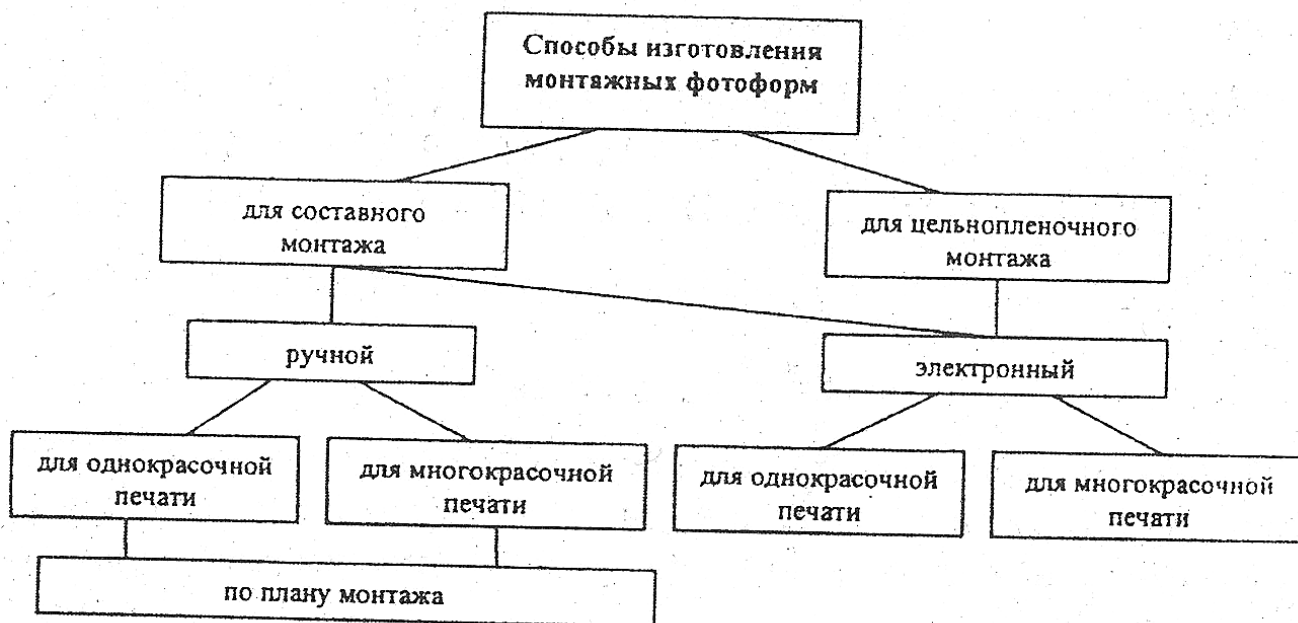 Способы изготовления
монтажных фотоформ
для составного
монтажа
для цельнопленочного
монтажа
ручной
электронный
для однокрасочной
печати
для многокрасочной
печати
для однокрасочной
печати
для многокрасочной
печати
по плану монтажа